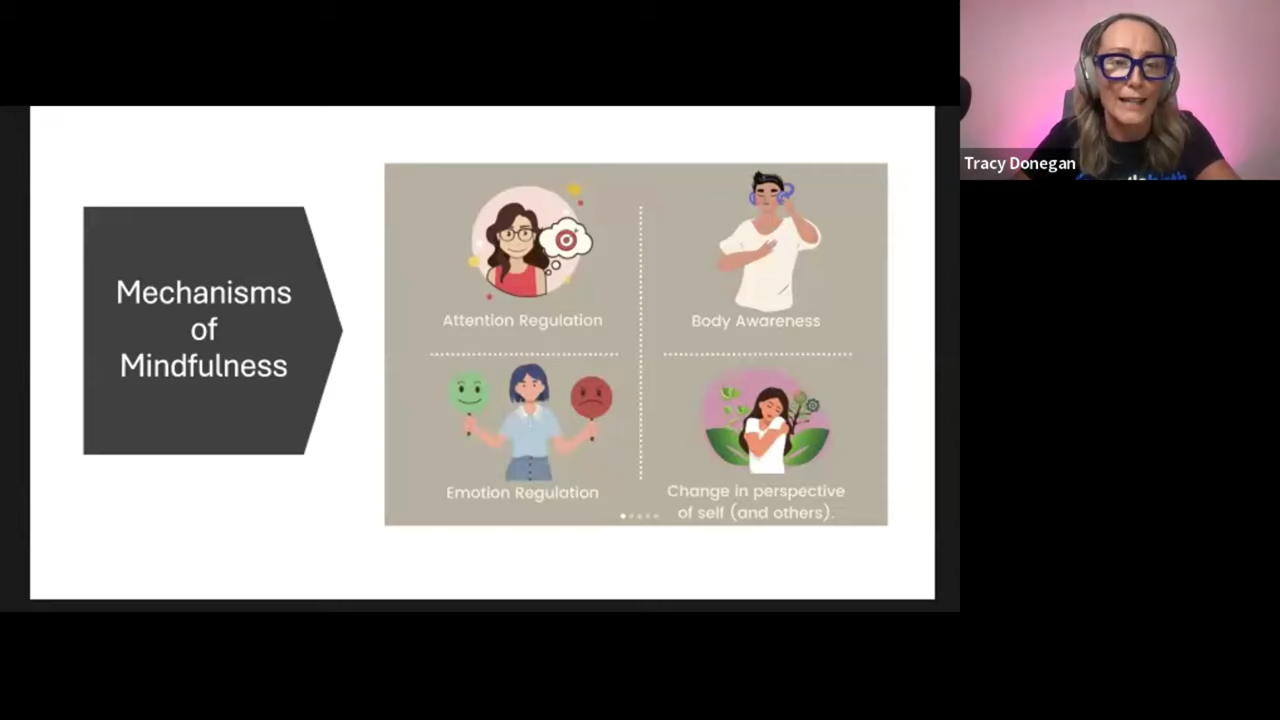 Tracy Donegan
Mechanisms
of
Mindfulness
Attention Regulation
Body Awareness
Emotion Regulation
Change in perspective
of self (and others).